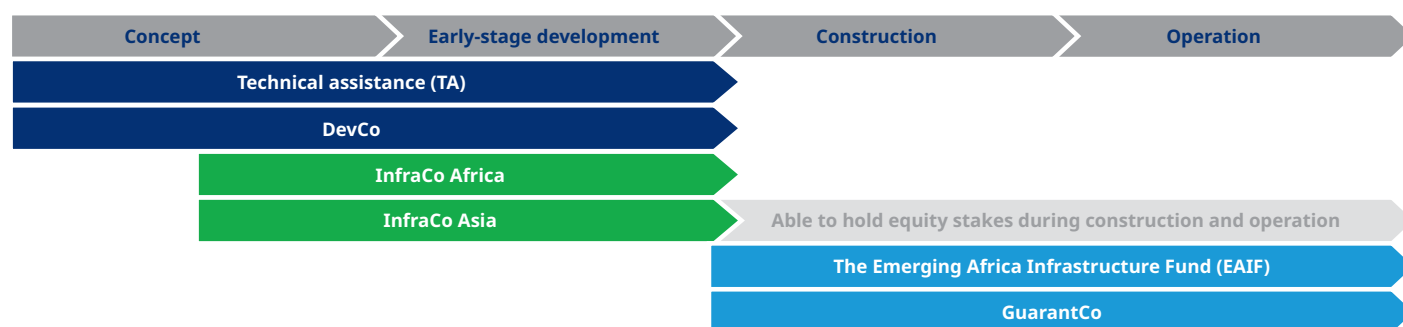 Concept
Early-stage development
Construction
Operation
Technical assistance (TA)
DevCo
InfraCo Africa
InfraCo Asia
Able to hold equity stakes during construction and operation
The Emerging Africa Infrastructure Fund (EAIF)
GuarantCo